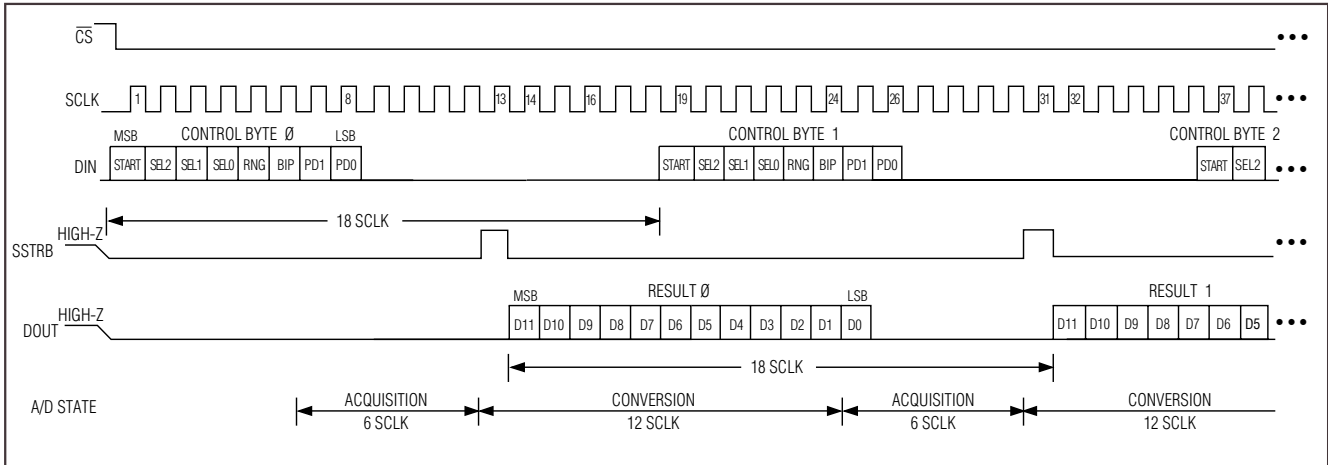 CS •••
SCLK 1 8 13 14 16 19 24 26 31 32 37 •••
MSB CONTROL BYTE Ø LSB CONTROL BYTE 1 CONTROL BYTE 2
DIN START SEL2 SEL1 SEL0 RNG BIP PD1 PD0 START SEL2 SEL1 SEL0 RNG BIP PD1 PD0 START SEL2 •••
18 SCLK
SSTRB HIGH-Z •••
MSB RESULT Ø LSB RESULT 1
DOUT HIGH-Z D11 D10 D9 D8 D7 D6 D5 D4 D3 D2 D1 D0 D11 D10 D9 D8 D7 D6 D5 •••
18 SCLK
A/D STATE ACQUISITION CONVERSION ACQUISITION CONVERSION
6 SCLK 12 SCLK 6 SCLK 12 SCLK